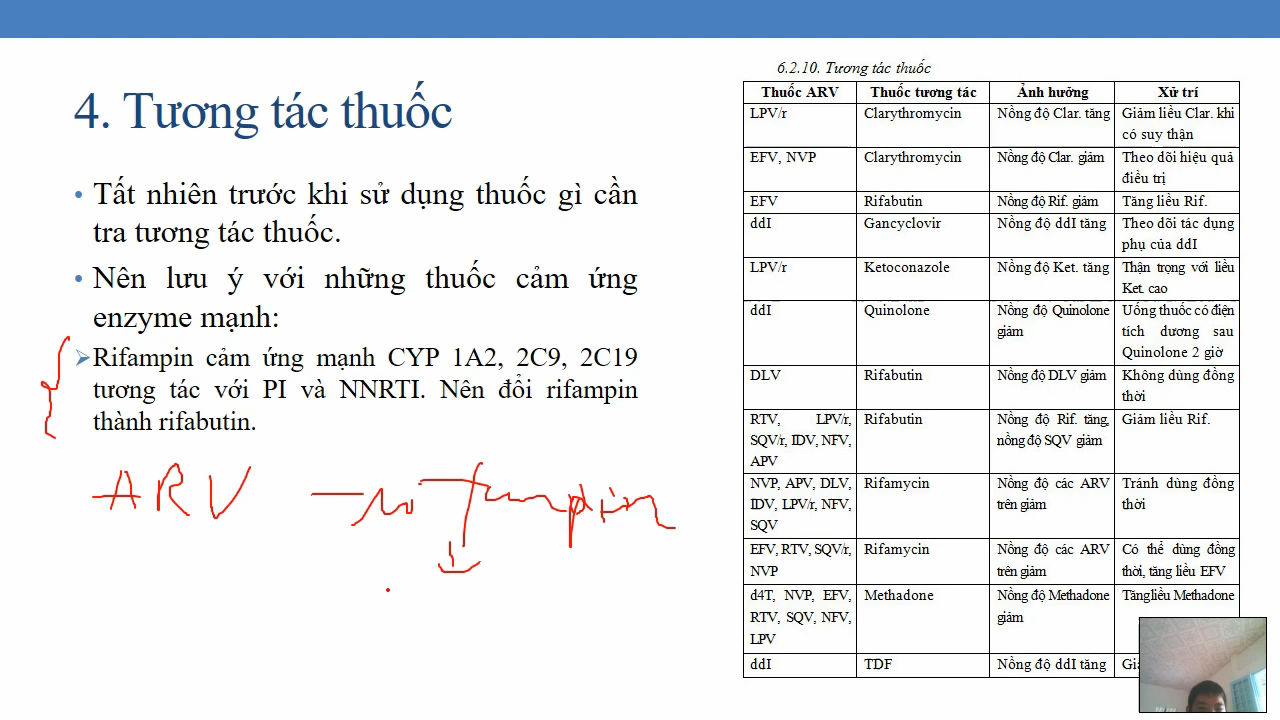 4. Tương tác thuốc
• Tất nhiên trước khi sử dụng thuốc gì cần
tra tương tác thuốc.
• Nên lưu ý với những thuốc cảm ứng
enzyme mạnh:
➢ Rifampin cảm ứng mạnh CYP 1A2, 2C9, 2C19
tương tác với PI và NNRTI. Nên đổi rifampin
thành rifabutin.
ARV
6.2.10. Tương tác thuốc
Thuốc ARV Thuốc tương tác Ảnh hưởng Xử trí
LPV/r Clarythromycin Nồng độ Clar. tăng Giảm liều Clar. khi
có suy thận
EFV, NVP Clarythromycin Nồng độ Clar. giảm Theo dõi hiệu quả
điều trị
EFV Rifabutin Nồng độ Rif. giảm Tăng liều Rif.
ddI Gancyclovir Nồng độ ddI tăng Theo dõi tác dụng
phụ của ddI
LPV/r Ketoconazole Nồng độ Ket. tăng Thận trọng với liều
Ket. cao
ddI Quinolone Nồng độ Quinolone Uống thuốc có điện
giảm tích dương sau
Quinolone 2 giờ
DLV Rifabutin Nồng độ DLV giảm Không dùng đồng
thời
RTV, LPV/r, Rifabutin Nồng độ Rif. tăng, Giảm liều Rif.
SQV/r, IDV, NFV, nồng độ SQV giảm
APV
NVP, APV, DLV, Rifamycin Nồng độ các ARV Tránh dùng đồng
IDV, LPV/r, NFV, trên giảm thời
SQV
EFV, RTV, SQV/r, Rifamycin Nồng độ các ARV Có thể dùng đồng
NVP trên giảm thời, tăng liều EFV
d4T, NVP, EFV, Methadone Nồng độ Methadone Tăngliều Methadone
RTV, SQV, NFV, giảm
LPV
ddI TDF Nồng độ ddI tăng